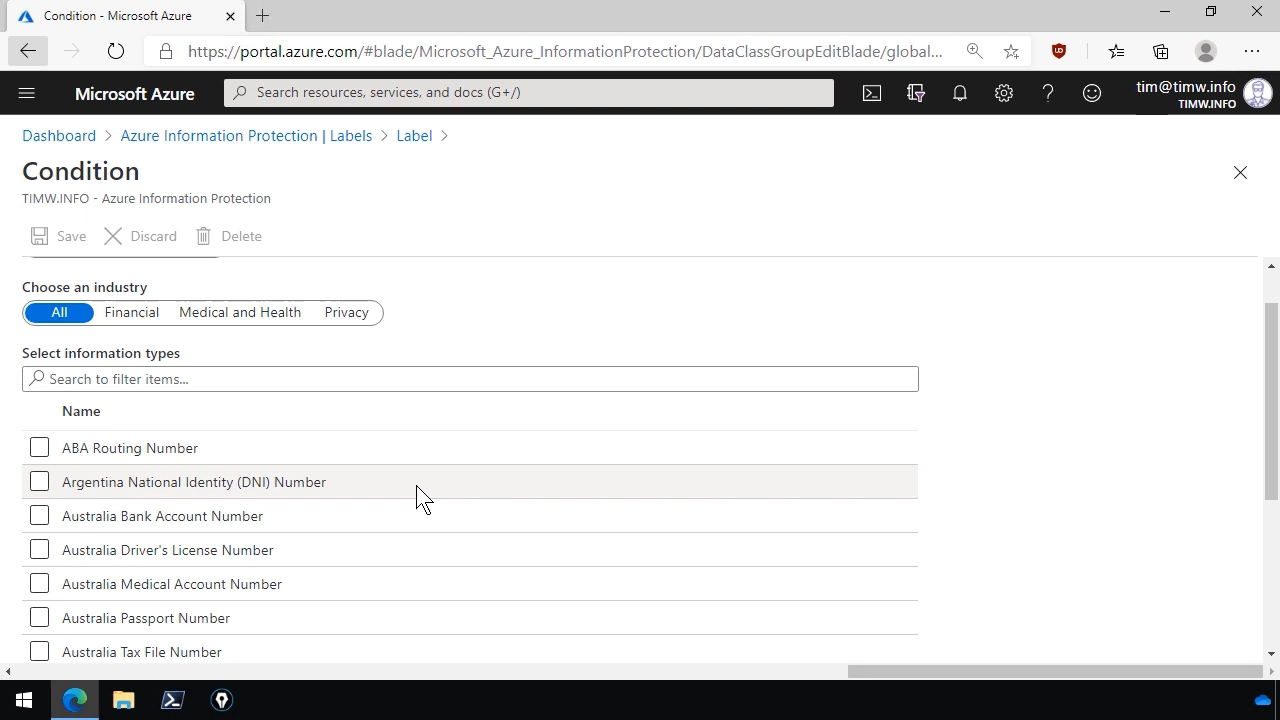 Condition - Microsoft Azure
https://portal.azure.com/#blade/Microsoft_Azure_InformationProtection/DataClassGroupEditBlade/global...
Microsoft Azure
Search resources, services, and docs (G+/)
tim@timw.info
TIMW.INFO
Dashboard > Azure Information Protection | Labels > Label >
Condition
TIMW.INFO - Azure Information Protection
Save Discard Delete
Choose an industry
All Financial Medical and Health Privacy
Select information types
Search to filter items...
Name
ABA Routing Number
Argentina National Identity (DNI) Number
Australia Bank Account Number
Australia Driver's License Number
Australia Medical Account Number
Australia Passport Number
Australia Tax File Number